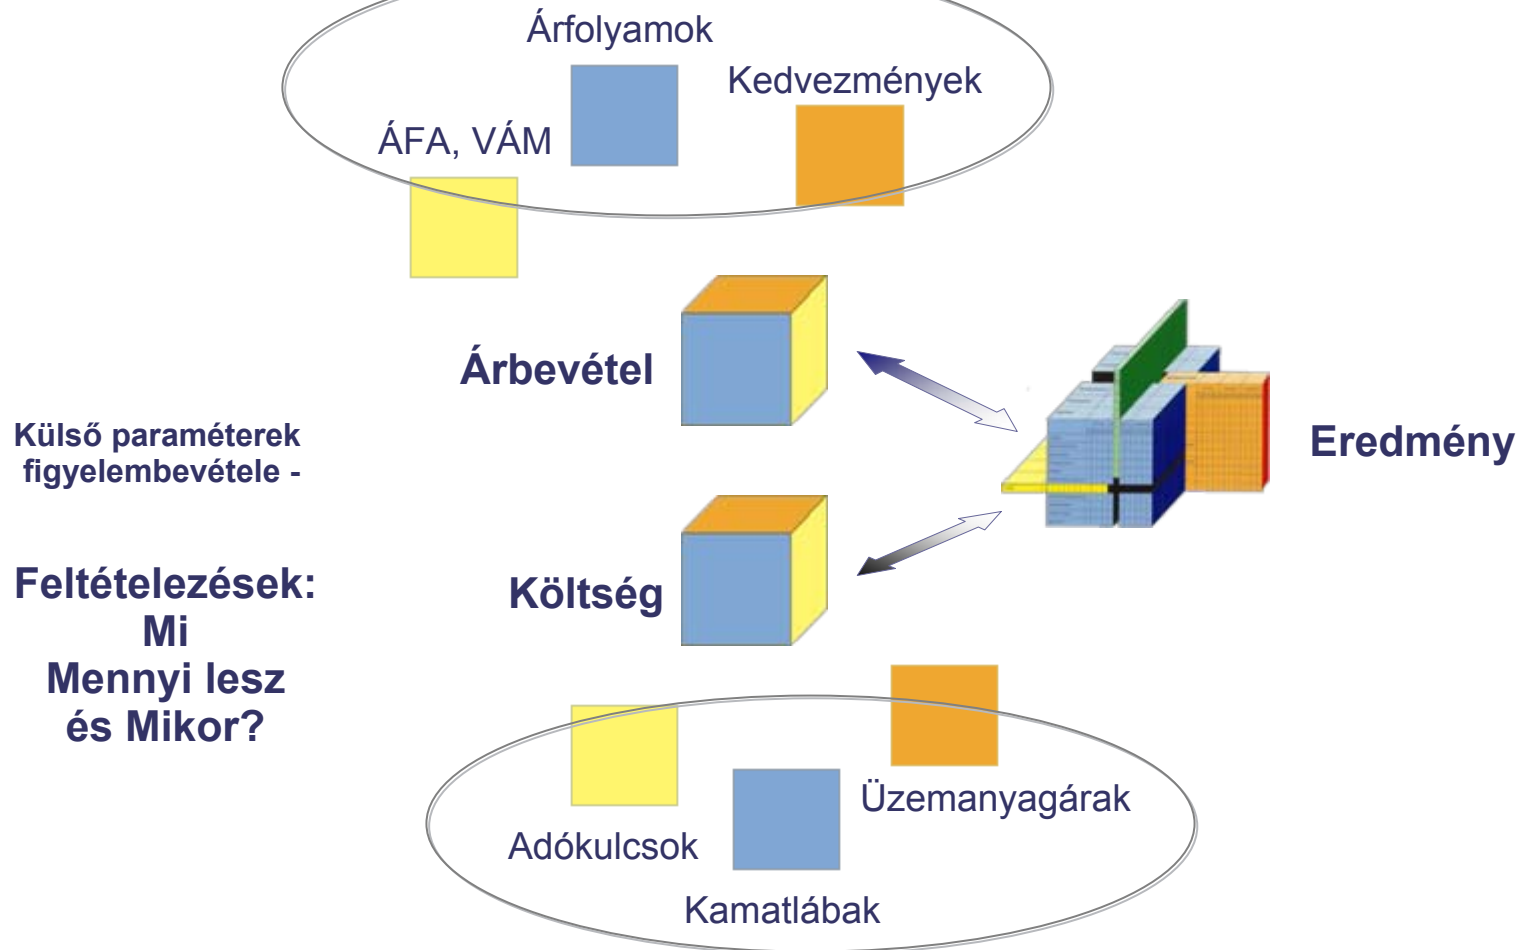 Árfolyamok
Kedvezmények
ÁFA, VÁM
Árbevétel
Külső paraméterek
figyelembevétele -
Eredmény
Feltételezések:
Mi
Mennyi lesz
és Mikor?
Költség
Üzemanyagárak
Adókulcsok
Kamatlábak